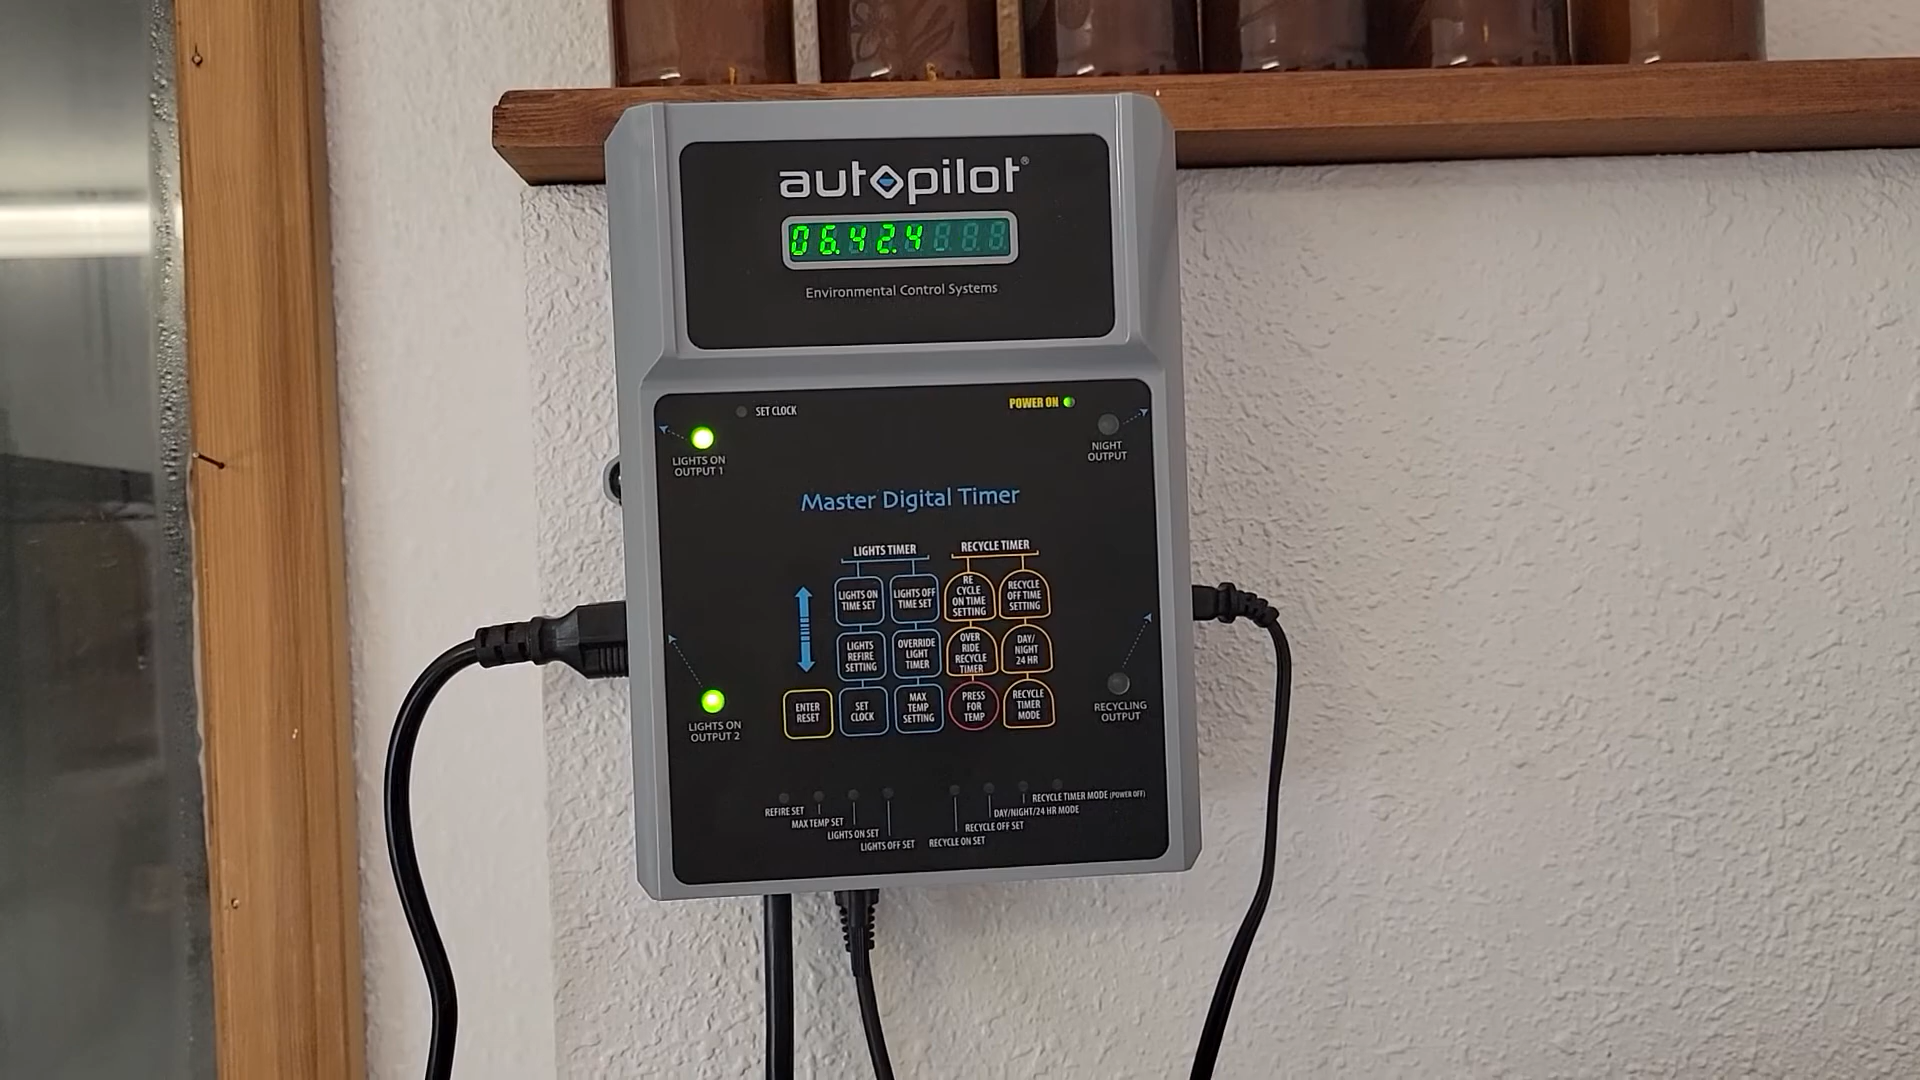 autopilot®
06.42.4
Environmental Control Systems
SET CLOCK
POWER ON
LIGHTS ON
OUTPUT 1
NIGHT
OUTPUT
Master Digital Timer
LIGHTS TIMER
RECYCLE TIMER
LIGHTS ON
TIME SET
LIGHTS OFF
TIME SET
RE
CYCLE
ON TIME
SETTING
RECYCLE
OFF TIME
SETTING
LIGHTS
REFIRE
SETTING
OVERRIDE
LIGHT
TIMER
OVER
RIDE
RECYCLE
TIMER
DAY/
NIGHT
24 HR
ENTER
RESET
SET
CLOCK
MAX
TEMP
SETTING
PRESS
FOR
TEMP
RECYCLE
TIMER
MODE
LIGHTS ON
OUTPUT 2
RECYCLING
OUTPUT
REFIRE SET
MAX TEMP SET
LIGHTS ON SET
LIGHTS OFF SET
RECYCLE TIMER MODE (POWER OFF)
DAY/NIGHT/24 HR MODE
RECYCLE OFF SET
RECYCLE ON SET